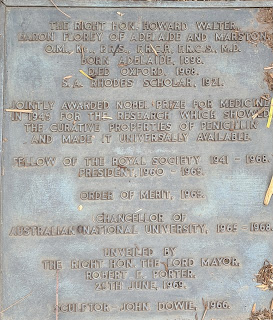 THE RIGHT HON. HOWARD WALTER,
BARON FLOREY OF ADELAIDE AND MARSTON
O.M., F.R.S., F.R.C.P., F.R.C.S., M.D.
BORN ADELAIDE, 1898.
DIED OXFORD, 1968.
S.A. RHODES SCHOLAR, 1921.
JOINTLY AWARDED NOBEL PRIZE FOR MEDICINE
IN 1945 FOR THE RESEARCH WHICH SHOWED
THE CURATIVE PROPERTIES OF PENICILLIN
AND MADE IT UNIVERSALLY AVAILABLE.
FELLOW OF THE ROYAL SOCIETY 1941 - 1968.
PRESIDENT, 1960 - 1965.
ORDER OF MERIT, 1965.
CHANCELLOR OF
AUSTRALIAN NATIONAL UNIVERSITY, 1965 - 1968.
UNVEILED BY
THE RIGHT HON. THE LORD MAYOR,
ROBERT E. PORTER.
25TH JUNE, 1969.
SCULPTOR JOHN DOWIE, 1966.